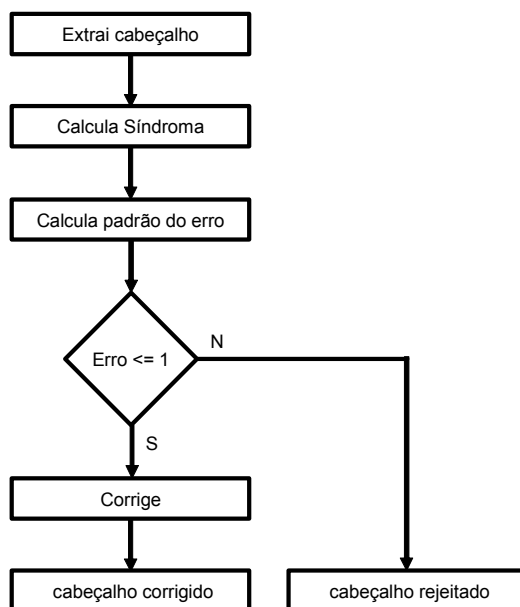 Extrai cabeçalho
Calcula Síndroma
Calcula padrão do erro
Erro <= 1
N
S
Corrige
cabeçalho corrigido
cabeçalho rejeitado